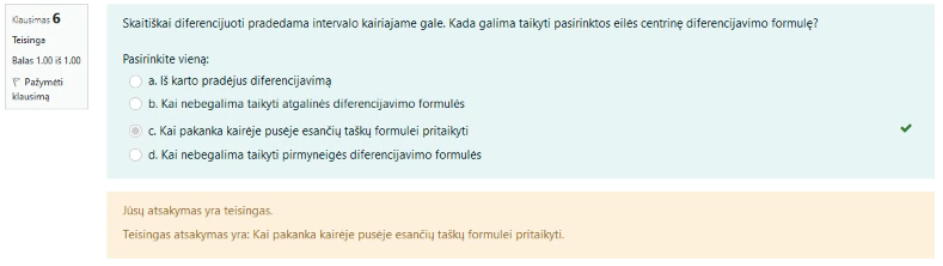 Klausimas 6
Teisinga
Balas 1.00 iš 1.00
Pažymėti
klausimą
Skaitiškai diferencijuoti pradedama intervalo kairiajame gale. Kada galima taikyti pasirinktos eilės centrinę diferencijavimo formulę?
Pasirinkite vieną:
a. Iš karto pradėjus diferencijavimą
b. Kai nebegalima taikyti atgalinės diferencijavimo formulės
c. Kai pakanka kairėje pusėje esančių taškų formulei pritaikyti
d. Kai nebegalima taikyti pirmyneigės diferencijavimo formulės
Jūsų atsakymas yra teisingas.
Teisingas atsakymas yra: Kai pakanka kairėje pusėje esančių taškų formulei pritaikyti.